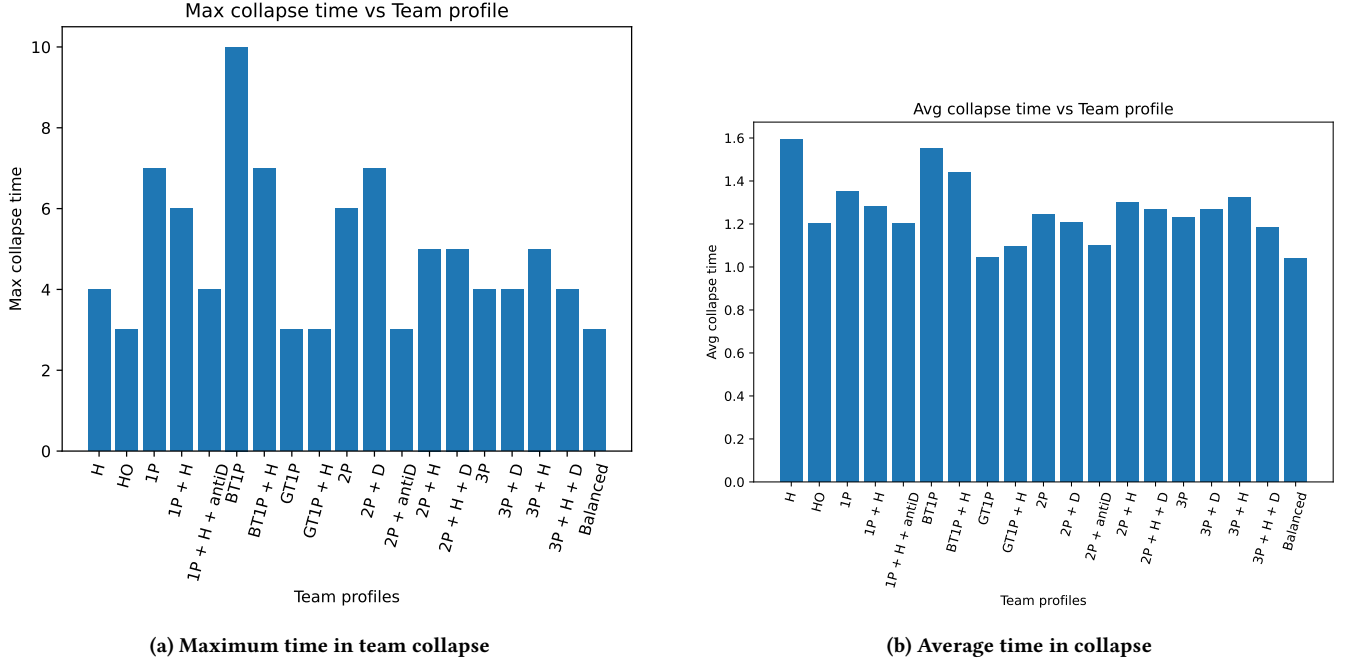 Max collapse time vs Team profile
Max collapse time
10
8
6
4
2
0
H
HO
1P
1P + H
1P + H + antiD
BT1P
BT1P + H
GT1P
GT1P + H
2P
2P + D
2P + antiD
2P + H
2P + H + D
3P
3P + D
3P + H
3P + H + D
Balanced
Team profiles
(a) Maximum time in team collapse
Avg collapse time vs Team profile
Avg collapse time
1.6
1.4
1.2
1.0
0.8
0.6
0.4
0.2
0.0
H
HO
1P
1P + H
1P + H + antiD
BT1P
BT1P + H
GT1P
GT1P + H
2P
2P + D
2P + antiD
2P + H
2P + H + D
3P
3P + D
3P + H
3P + H + D
Balanced
Team profiles
(b) Average time in collapse